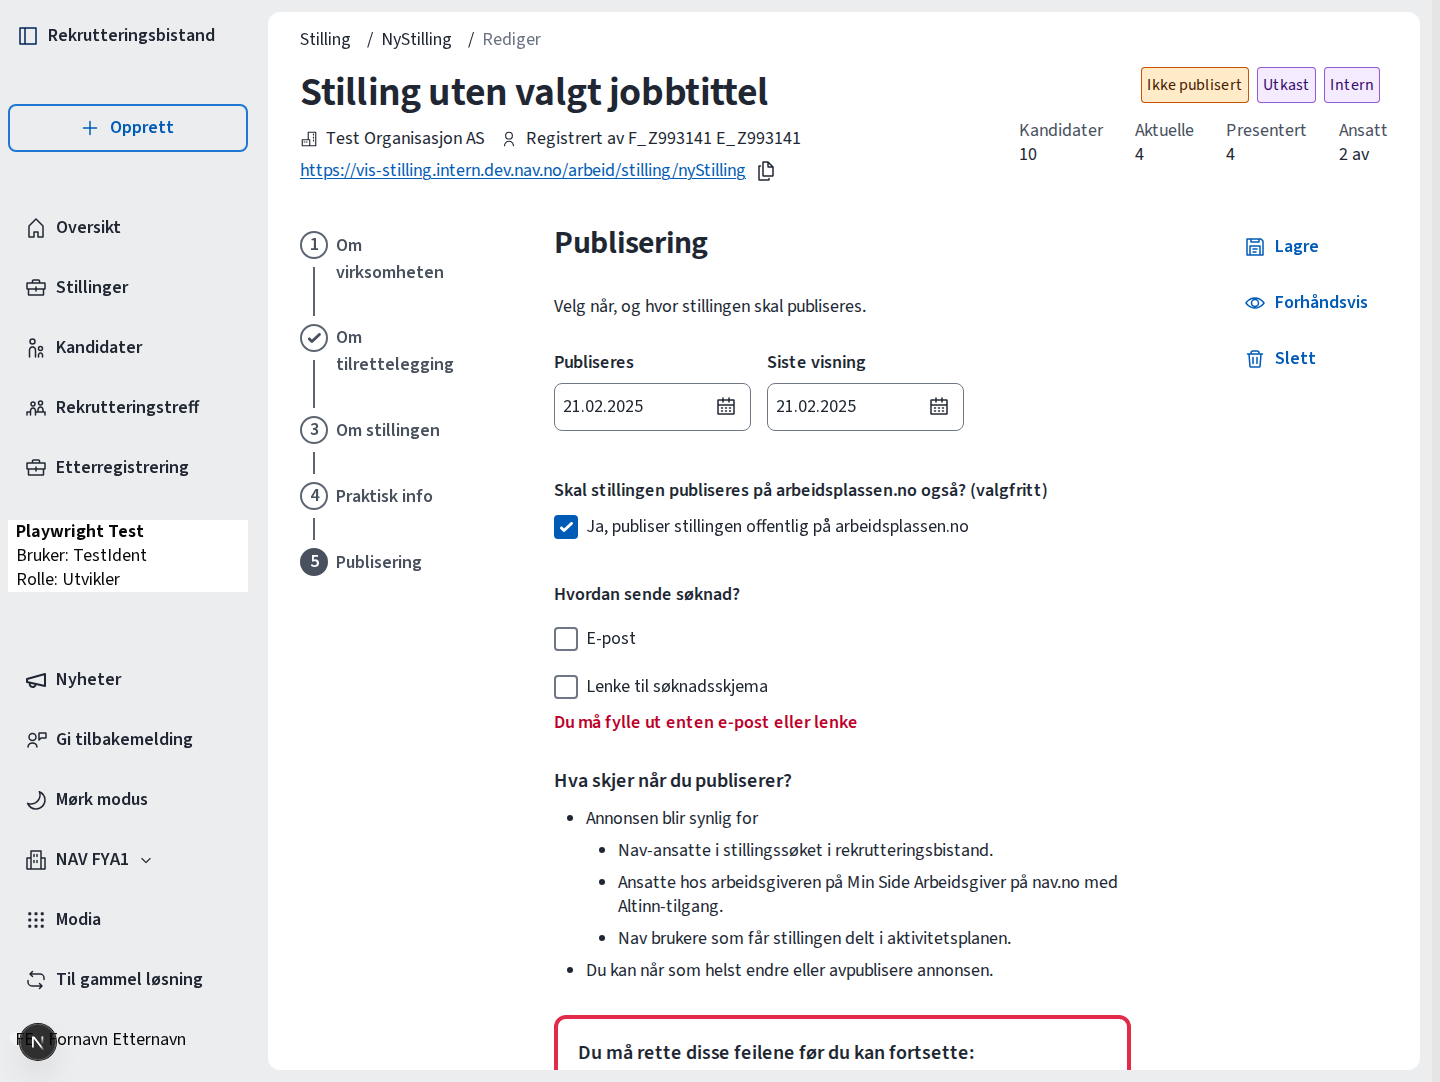 Rekrutteringsbistand
Opprett
Oversikt
Stillinger
Kandidater
Rekrutteringstreff
Etterregistrering
Playwright Test
Bruker: TestIdent
Rolle: Utvikler
Nyheter
Gi tilbakemelding
Mørk modus
NAV FYA1
Modia
Til gammel løsning
Fornavn Etternavn
Stilling / NyStilling / Rediger
Stilling uten valgt jobbtittel
Test Organisasjon AS Registrert av F_Z993141 E_Z993141
https://vis-stilling.intern.dev.nav.no/arbeid/stilling/nyStilling
Ikke publisert Utkast Intern
Kandidater Aktuelle Presentert Ansatt
10 4 4 2 av
1 Om
virksomheten
Om
tilrettelegging
3 Om stillingen
4 Praktisk info
5 Publisering
Publisering
Velg når, og hvor stillingen skal publiseres.
Publiseres Siste visning
21.02.2025 21.02.2025
Skal stillingen publiseres på arbeidsplassen.no også? (valgfritt)
Ja, publiser stillingen offentlig på arbeidsplassen.no
Hvordan sende søknad?
E-post
Lenke til søknadsskjema
Du må fylle ut enten e-post eller lenke
Hva skjer når du publiserer?
Annonsen blir synlig for
Nav-ansatte i stillingssøket i rekrutteringsbistand.
Ansatte hos arbeidsgiveren på Min Side Arbeidsgiver på nav.no med
Altinn-tilgang.
Nav brukere som får stillingen delt i aktivitetsplanen.
Du kan når som helst endre eller avpublisere annonsen.
Du må rette disse feilene før du kan fortsette:
Lagre
Forhåndsvis
Slett